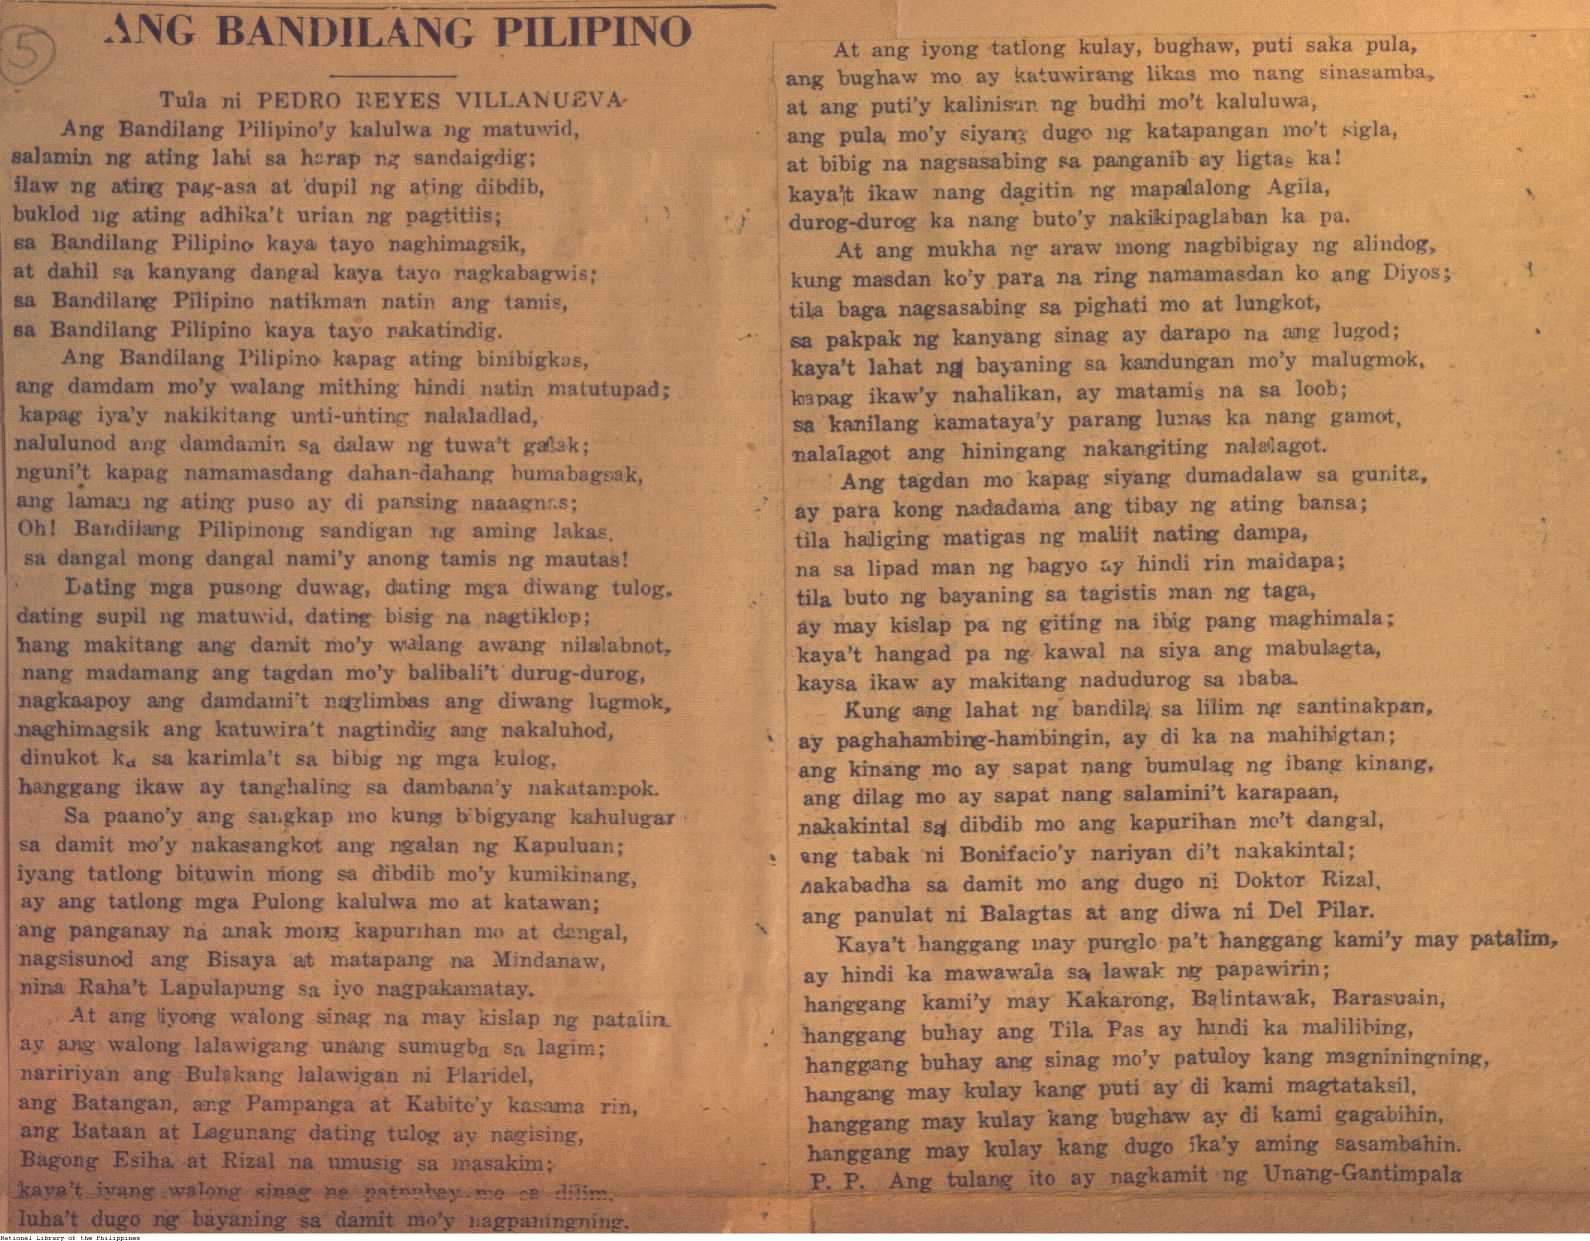 5
ANG BANDILANG PILIPINO
Tula ni PEDRO REYES VILLANUEVA
Ang Bandilang Pilipino'y kalulwa ng matuwid,
salamin ng ating lahi sa harap ng sandaigdig;
ilaw ng ating pag-asa at dupil ng ating dibdib,
buklod ng ating adhika't urian ng pagtitiis;
sa Bandilang Pilipino kaya tayo naghimagsik,
at dahil sa kanyang dangal kaya tayo nagkabagwis;
sa Bandilang Pilipino natikman natin ang tamis,
sa Bandilang Pilipino kaya tayo nakatindig.
Ang Bandilang Pilipino kapag ating binibigkas,
ang damdam mo'y walang mithing hindi natin matutupad;
kapag iya'y nakikitang unti-unting nalaladlad,
nalulunod ang damdamin sa dalaw ng tuwa't galak;
nguni't kapag namamasdang dahan-dahang bumabagsak,
ang laman ng ating puso ay di pansing naaagnas;
Oh! Bandilang Pilipinong sandigan ng aming lakas,
sa dangal mong dangal nami'y anong tamis ng mautas!
Dating mga pusong duwag, dating mga diwang tulog,
dating supil ng matuwid, dating bisig na nagtiklop;
nang makitang ang damit mo'y walang awang nilalabnot,
nang madamang ang tagdan mo'y balibali't durug-durog,
nagkaapoy ang damdami't naglimbas ang diwang lugmok,
naghimagsik ang katuwira't nagtindig ang nakaluhod,
dinukot ka sa karimla't sa bibig ng mga kulog,
hanggang ikaw ay tanghaling sa dambana'y nakatampok.
Sa paano'y ang sangkap mo kung bibigyang kahulugan
sa damit mo'y nakasangkot ang ngalan ng Kapuluan;
iyang tatlong bituwin mong sa dibdib mo'y kumikinang,
ay ang tatlong mga Pulong kalulwa mo at katawan;
ang panganay na anak mong kapurihan mo at dangal,
nagsisunod ang Bisaya at matapang na Mindanaw,
nina Raha't Lapulapung sa iyo nagpakamatay.
At ang iyong walong sinag na may kislap ng patalim
ay ang walong lalawigang unang sumugba sa lagim;
naririyan ang Bulakang lalawigan ni Plaridel,
ang Batangan, ang Pampanga at Kabite'y kasama rin,
ang Bataan at Lagunang dating tulog ay nagising,
Bagong Esiha at Rizal na umusig sa masakim;
kaya't iyang walong sinag na patnubay mo sa dilim,
luha't dugo ng bayaning sa damit mo'y nagpaningning.
At ang iyong tatlong kulay, bughaw, puti saka pula,
ang bughaw mo ay katuwirang likas mo nang sinasamba,
at ang puti'y kalinisan ng budhi mo't kaluluwa,
ang pula mo'y siyang dugo ng katapangan mo't sigla,
at bibig na nagsasabing sa panganib ay ligtas ka!
kaya't ikaw nang dagitin ng mapalalong Agila,
durog-durog ka nang buto'y nakikipaglaban ka pa.
At ang mukha ng araw mong nagbibigay ng alindog,
kung masdan ko'y para na ring namamasdan ko ang Diyos;
tila baga nagsasabing sa pighati mo at lungkot,
sa pakpak ng kanyang sinag ay darapo na ang lugod;
kaya't lahat ng bayaning sa kandungan mo'y malugmok,
kapag ikaw'y nahalikan, ay matamis na sa loob;
sa kanilang kamataya'y parang lunas ka nang gamot,
nalalagot ang hiningang nakangiting nalalagot.
Ang tagdan mo kapag siyang dumadalaw sa gunita,
ay para kong nadadama ang tibay ng ating bansa;
tila haliging matigas ng maliit nating dampa,
na sa lipad man ng bagyo ay hindi rin maidapa;
tila buto ng bayaning sa tagistis man ng taga,
ay may kislap pa ng giting na ibig pang maghimala;
kaya't hangad pa ng kawal na siya ang mabulagta,
kaysa ikaw ay makitang nadudurog sa ibaba.
Kung ang lahat ng bandila sa lilim ng santinakpan,
ay paghahambing-hambingin, ay di ka na mahihigtan;
ang kinang mo ay sapat nang bumulag ng ibang kinang,
ang dilag mo ay sapat nang salamini't karapaan,
nakakintal sa dibdib mo ang kapurihan mo't dangal,
ang tabak ni Bonifacio'y nariyan di't nakakintal;
nakabadha sa damit mo ang dugo ni Doktor Rizal,
ang panulat ni Balagtas at ang diwa ni Del Pilar.
Kaya't hanggang may punglo pa't hanggang kami'y may patalim,
ay hindi ka mawawala sa lawak ng papawirin;
hanggang kami'y may Kakarong, Balintawak, Barasuain,
hanggang buhay ang Tila Pas ay hindi ka malilibing,
hanggang buhay ang sinag mo'y patuloy kang magniningning,
hangang may kulay kang puti ay di kami magtataksil,
hanggang may kulay kang bughaw ay di kami gagabihin,
hanggang may kulay kang dugo ika'y aming sasambahin.
P. P. Ang tulang ito ay nagkamit ng Unang-Gantimpala
National Library of the Philippines